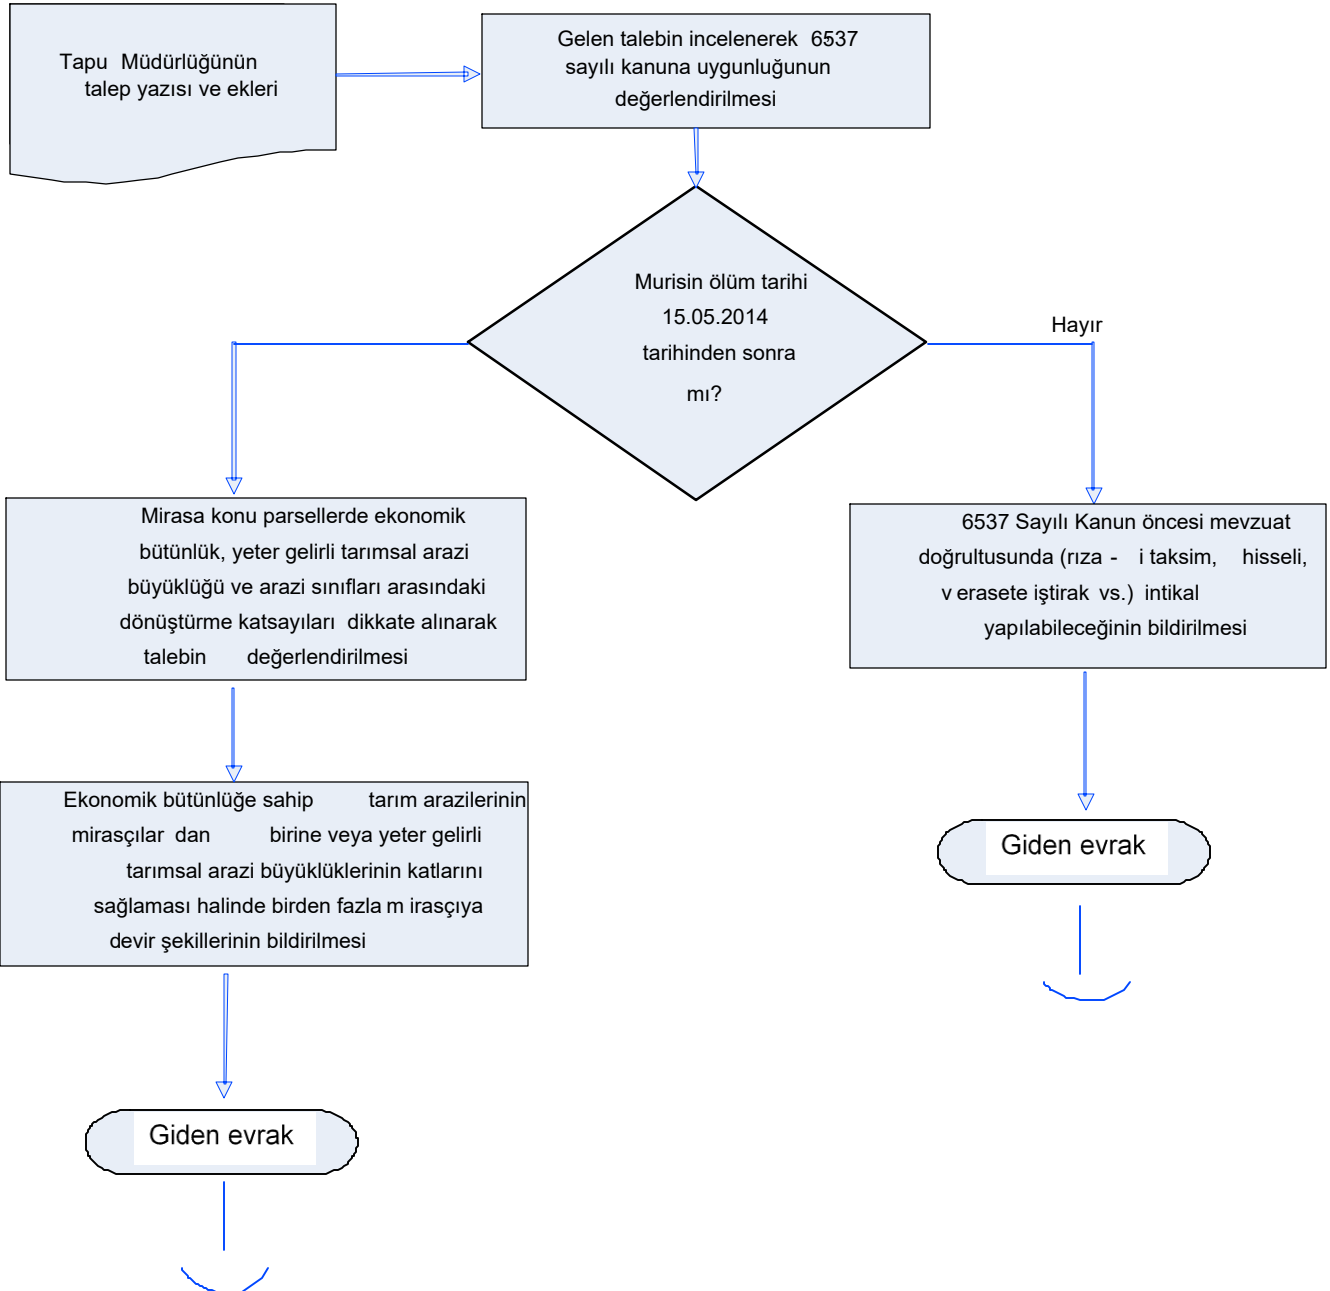 Tapu Müdürlüğünün
talep yazısı ve ekleri
Gelen talebin incelenerek 6537
sayılı kanuna uygunluğunun
değerlendirilmesi
Murisin ölüm tarihi
15.05.2014
tarihinden sonra
mı?
Hayır
Mirasa konu parsellerde ekonomik
bütünlük, yeter gelirli tarımsal arazi
büyüklüğü ve arazi sınıfları arasındaki
dönüştürme katsayıları dikkate alınarak
talebin değerlendirilmesi
6537 Sayılı Kanun öncesi mevzuat
doğrultusunda (rıza - i taksim, hisseli,
v erasete iştirak vs.) intikal
yapılabileceğinin bildirilmesi
Ekonomik bütünlüğe sahip tarım arazilerinin
mirasçılar dan birine veya yeter gelirli
tarımsal arazi büyüklüklerinin katlarını
sağlaması halinde birden fazla m irasçıya
devir şekillerinin bildirilmesi
Giden evrak
Giden evrak